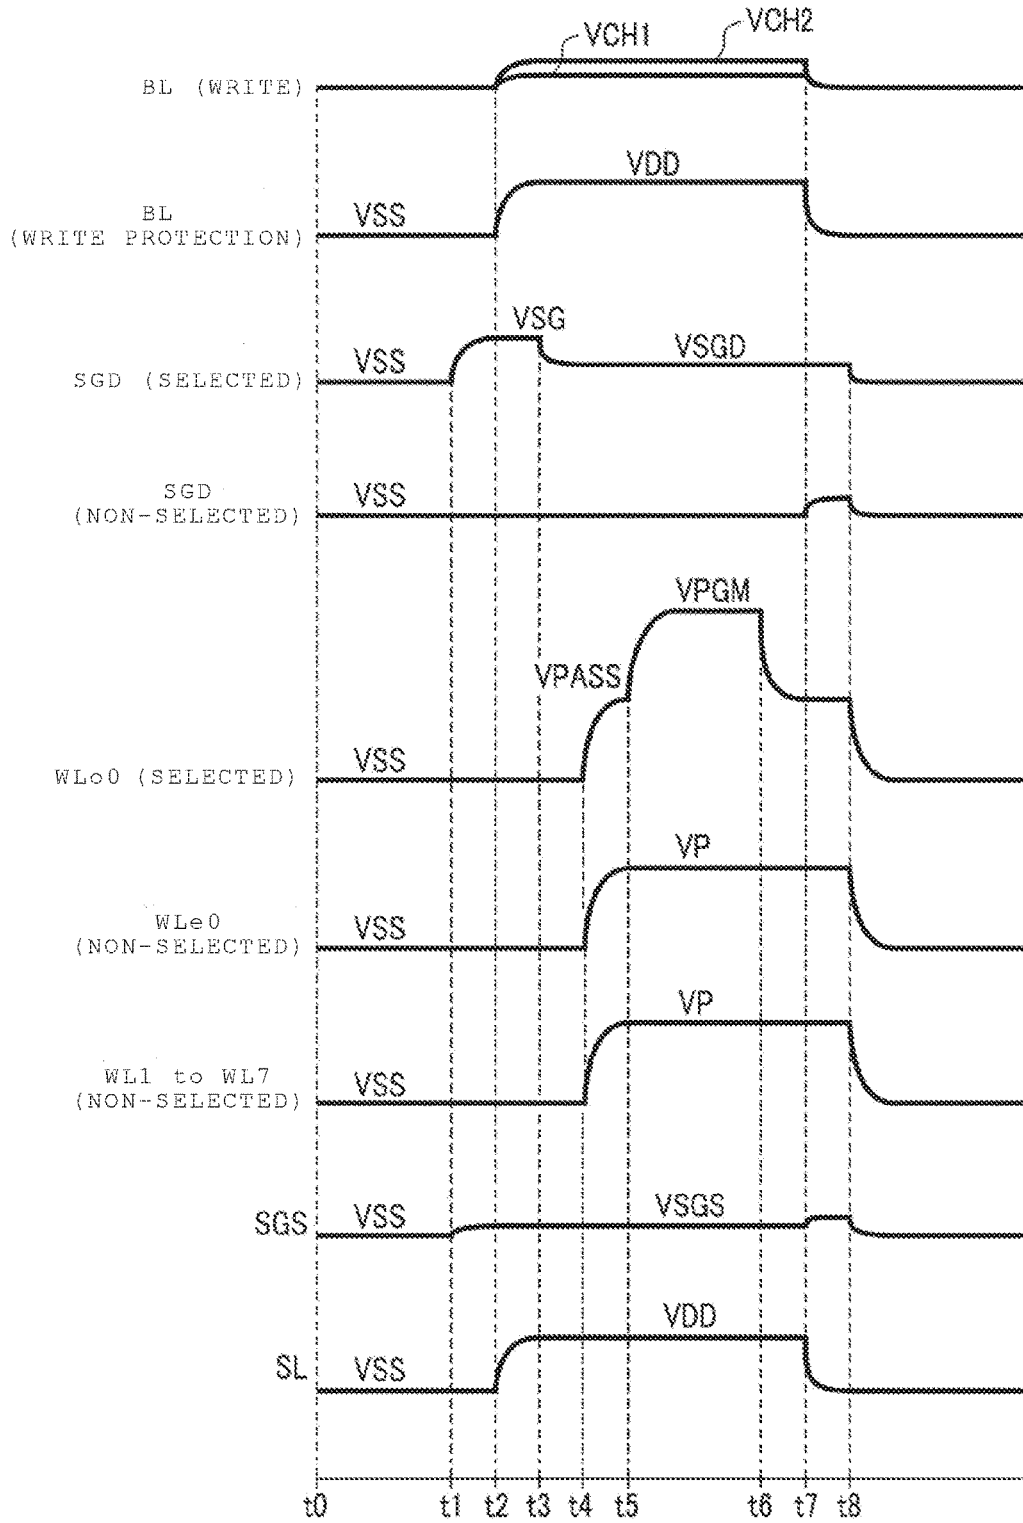 VCH1
VCH2
BL (WRITE)
VDD
BL
(WRITE PROTECTION)
VSS
VSG
VSGD
VSS
SGD (SELECTED)
SGD
(NON-SELECTED)
VSS
VPGM
VPASS
VSS
WLo0 (SELECTED)
VP
WLe0
(NON-SELECTED)
VSS
VP
WL1 to WL7
(NON-SELECTED)
VSS
VSGS
SGS
VSS
VDD
SL
VSS
t0 t1 t2 t3 t4 t5 t6 t7 t8